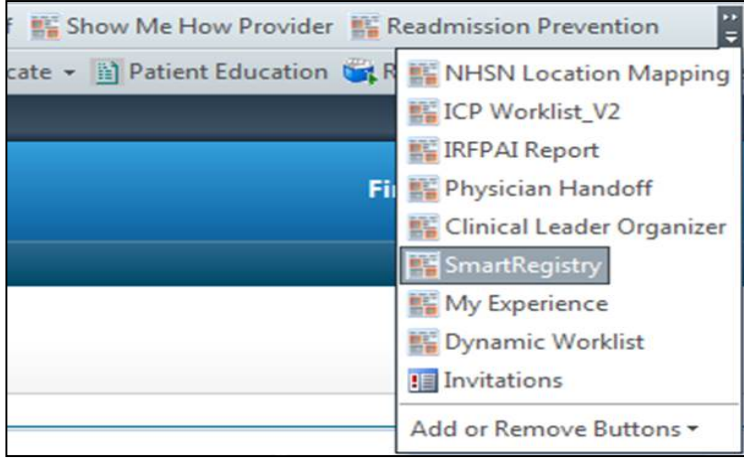 Show Me How Provider Readmission Prevention
cate Patient Education R
NHSN Location Mapping
ICP Worklist_V2
IRFPAI Report
Physician Handoff
Fi
Clinical Leader Organizer
SmartRegistry
My Experience
Dynamic Worklist
Invitations
Add or Remove Buttons